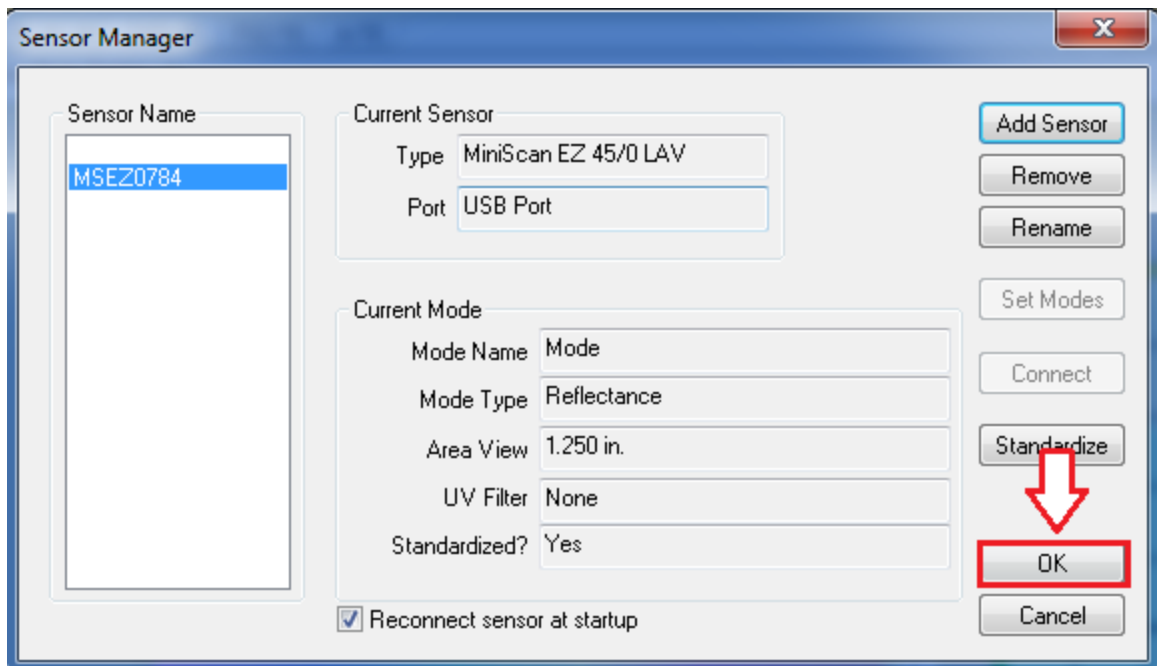 Sensor Manager
X
Sensor Name
MSEZ0784
Current Sensor
Type MiniScan EZ 45/0 LAV
Port USB Port
Current Mode
Mode Name Mode
Mode Type Reflectance
Area View 1.250 in.
UV Filter None
Standardized? Yes
Reconnect sensor at startup
Add Sensor
Remove
Rename
Set Modes
Connect
Standardize
OK
Cancel